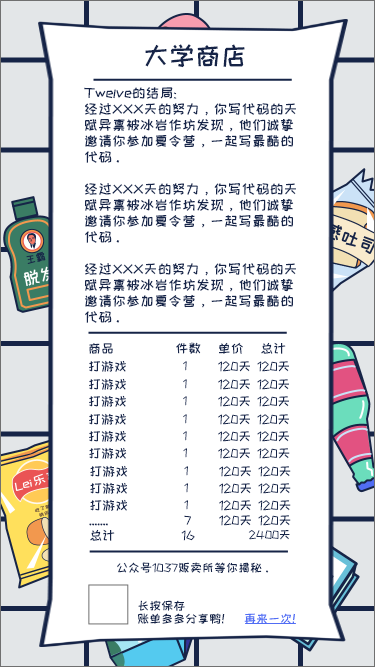 大学商店
Twelve的结局:
经过XXX天的努力，你写代码的天
赋异禀被冰岩作坊发现，他们诚挚
邀请你参加夏令营，一起写最酷的
代码.
经过XXX天的努力，你写代码的天
赋异禀被冰岩作坊发现，他们诚挚
邀请你参加夏令营，一起写最酷的
代码.
经过XXX天的努力，你写代码的天
赋异禀被冰岩作坊发现，他们诚挚
邀请你参加夏令营，一起写最酷的
代码.
商品 件数 单价 总计
打游戏 1 120天 120天
打游戏 1 120天 120天
打游戏 1 120天 120天
打游戏 1 120天 120天
打游戏 1 120天 120天
打游戏 1 120天 120天
打游戏 1 120天 120天
打游戏 1 120天 120天
打游戏 1 120天 120天
....... 7 120天 120天
总计 16 2400天
公众号1037贩卖所等你揭秘.
长按保存
账单多多分享鸭! 再来一次!
王霸
脱发
感吐司
Lei乐